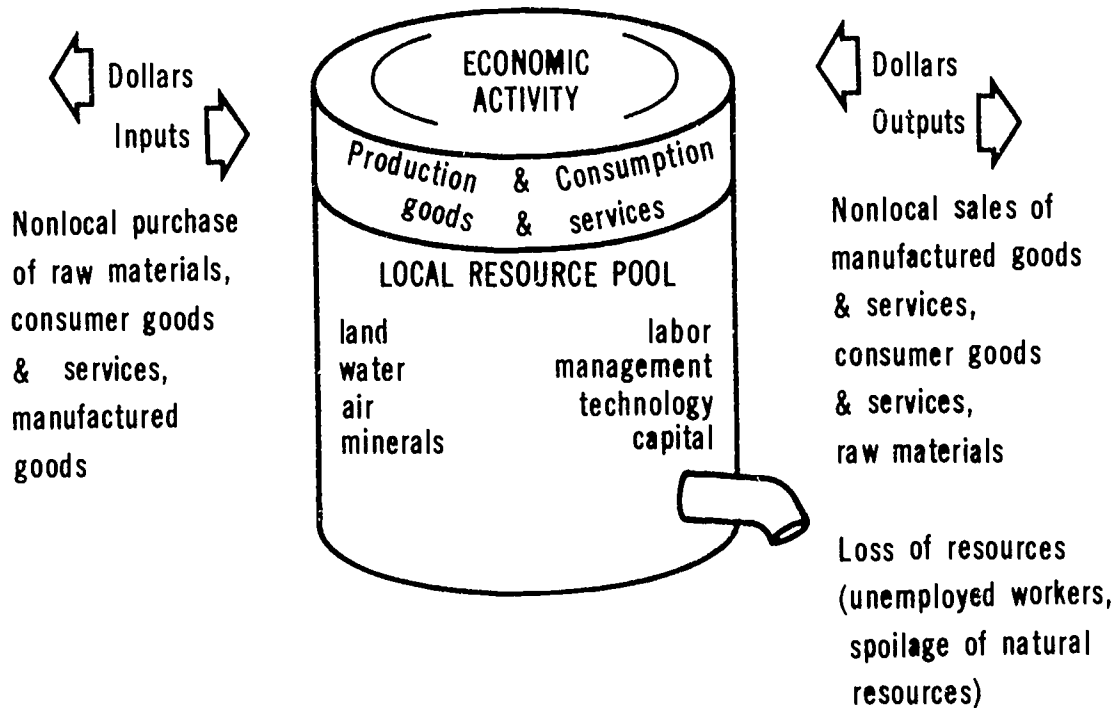 Dollars
Inputs
Nonlocal purchase
of raw materials,
consumer goods
& services,
manufactured
goods
ECONOMIC
ACTIVITY
Production & Consumption
goods & services
LOCAL RESOURCE POOL
land labor
water management
air technology
minerals capital
Dollars
Outputs
Nonlocal sales of
manufactured goods
& services,
consumer goods
& services,
raw materials
Loss of resources
(unemployed workers,
spoilage of natural
resources)